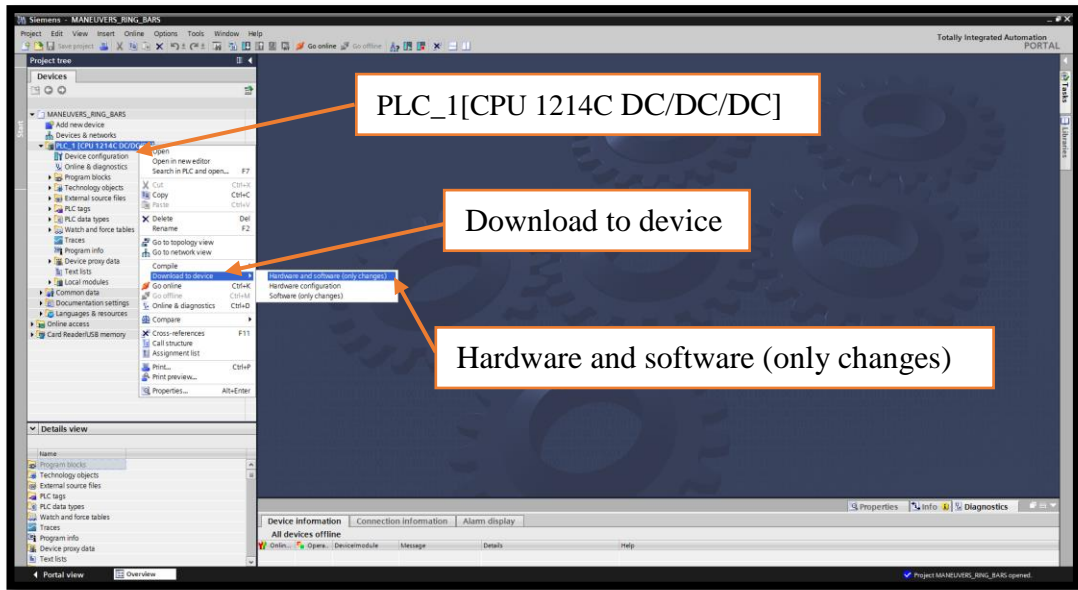 Siemens - MANEUVERS_RING_BARS
Project Edit View Insert Online Options Tools Window Help
Save project Go online Go offline
Totally Integrated Automation
PORTAL
Project tree
Devices
MANEUVERS_RING_BARS
Add new device
Devices & networks
PLC_1 [CPU 1214C DC/DC
Device configuration
Online & diagnostics
Program blocks
Technology objects
External source files
PLC tags
PLC data types
Watch and force tables
Traces
Program info
Device proxy data
Text lists
Local modules
Common data
Documentation settings
Languages & resources
Online access
Card Reader/USB memory
Open
Open in new editor
Search in PLC and open... F7
Cut Ctrl+X
Copy Ctrl+C
Paste Ctrl+V
Delete Del
Rename F2
Go to topology view
Go to network view
Compile
Download to device
Go online Ctrl+K
Go offline Ctrl+M
Online & diagnostics Ctrl+D
Compare
Cross-references F11
Call structure
Assignment list
Print... Ctrl+P
Print preview...
Properties... Alt+Enter
Hardware and software (only changes)
Hardware configuration
Software (only changes)
PLC_1[CPU 1214C DC/DC/DC]
Download to device
Hardware and software (only changes)
Start
Tasks
Libraries
Details view
Name
Program blocks
Technology objects
External source files
PLC tags
PLC data types
Watch and force tables
Traces
Program info
Device proxy data
Text lists
Properties Info Diagnostics
Device information Connection information Alarm display
All devices offline
Onlin... Opera.. Device/module Message Details Help
Portal view Overview
Project MANEUVERS_RING_BARS opened.